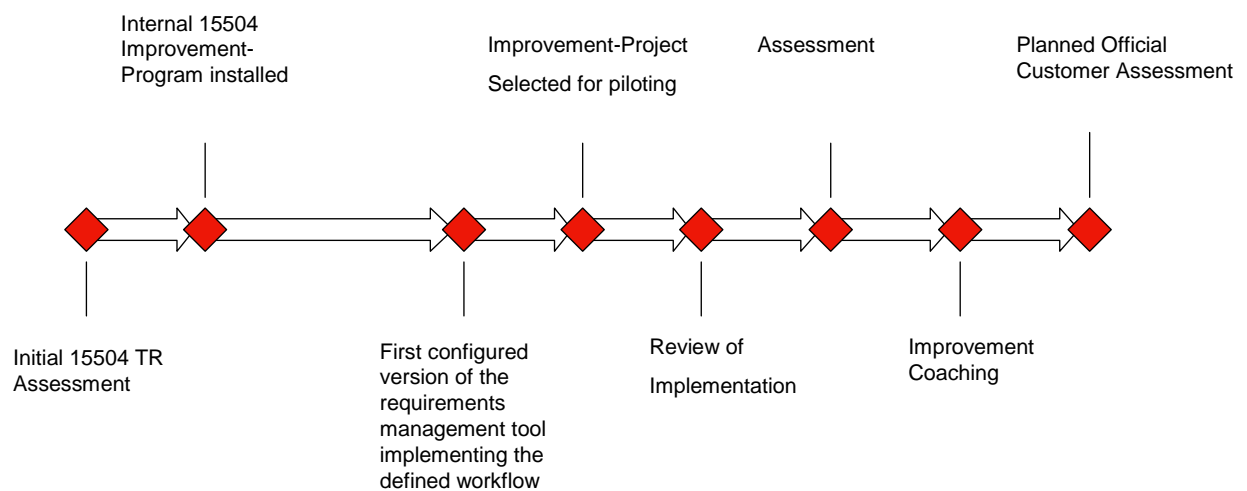 Internal 15504
Improvement-
Program installed
Improvement-Project
Selected for piloting
Assessment
Planned Official
Customer Assessment
Initial 15504 TR
Assessment
First configured
version of the
requirements
management tool
implementing the
defined workflow
Review of
Implementation
Improvement
Coaching